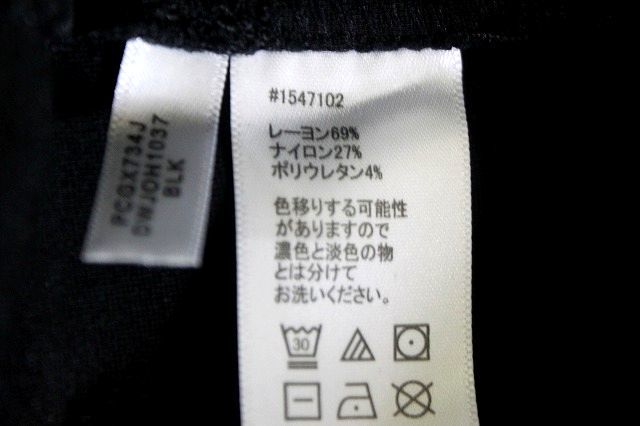 PCGX734J
DWJOH1037
BLK
#1547102
レーヨン69%
ナイロン27%
ポリウレタン4%
色移りする可能性
がありますので
濃色と淡色の物
とは分けて
お洗いください。
30